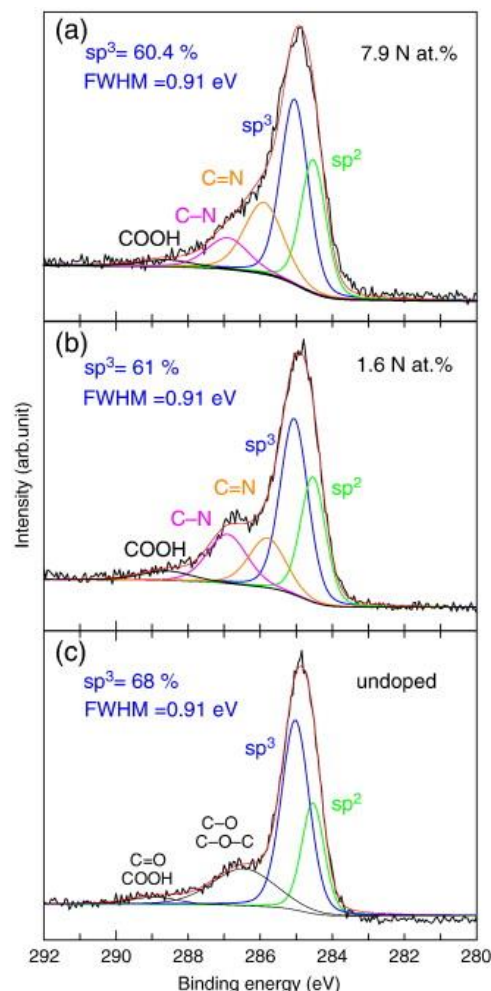 (a)
sp³= 60.4 %
7.9 N at.%
FWHM =0.91 eV
sp³
sp²
C=N
C–N
COOH
(b)
sp³= 61 %
1.6 N at.%
FWHM =0.91 eV
sp³
C=N
sp²
C–N
COOH
(c)
sp³= 68 %
undoped
FWHM =0.91 eV
sp³
sp²
C–O
C–O–C
C=O
COOH
Intensity (arb.unit)
292 290 288 286 284 282 280
Binding energy (eV)